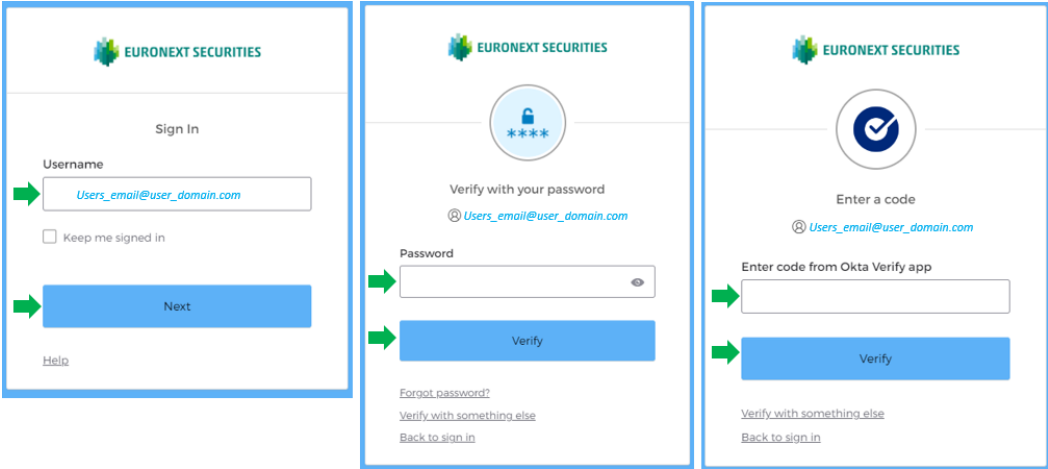 EURONEXT SECURITIES
Sign In
Username
Users_email@user_domain.com
Keep me signed in
Next
Help
EURONEXT SECURITIES
****
Verify with your password
Users_email@user_domain.com
Password
Verify
Forgot password?
Verify with something else
Back to sign in
EURONEXT SECURITIES
Enter a code
Users_email@user_domain.com
Enter code from Okta Verify app
Verify
Verify with something else
Back to sign in